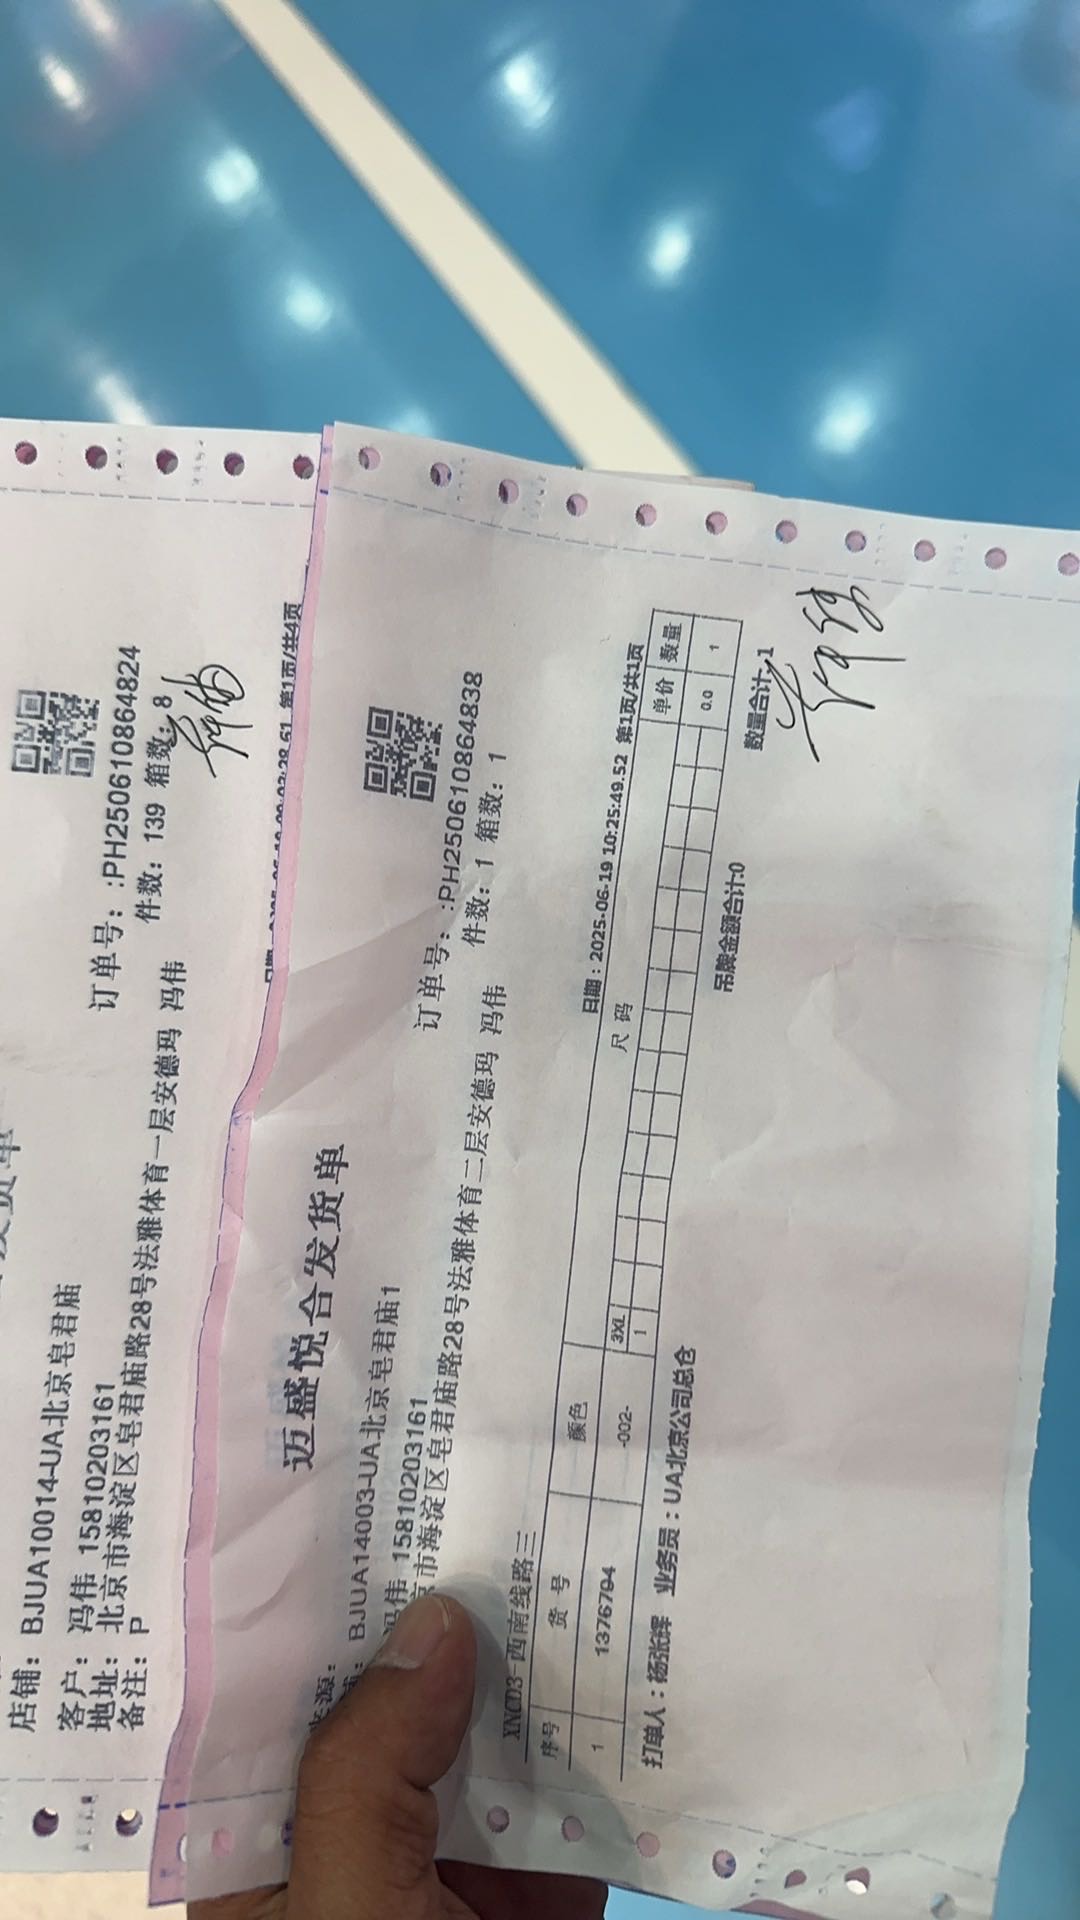 订单号：:PH250610864824
件数：139 箱数：8
店铺：BJUA10014-UA北京皂君庙
客户：冯伟 15810203161
地址：北京市海淀区皂君庙路28号法雅体育一层安德玛 冯伟
备注：P
第1页/共4页
迈盛悦合发货单
订单号：:PH250610864838
件数：1 箱数：1
BJUA14003-UA北京皂君庙1
冯伟 15810203161
京市海淀区皂君庙路28号法雅体育二层安德玛 冯伟
XNCD3-西南线路三
日期：2025-06-19 10:25:49.52 第1页/共1页
序号 货号 颜色 尺码 单价 数量
3XL
1 1376794 -002- 1 0.0 1
打单人：杨张辉 业务员：UA北京公司总仓 吊牌金额合计:0 数量合计:1